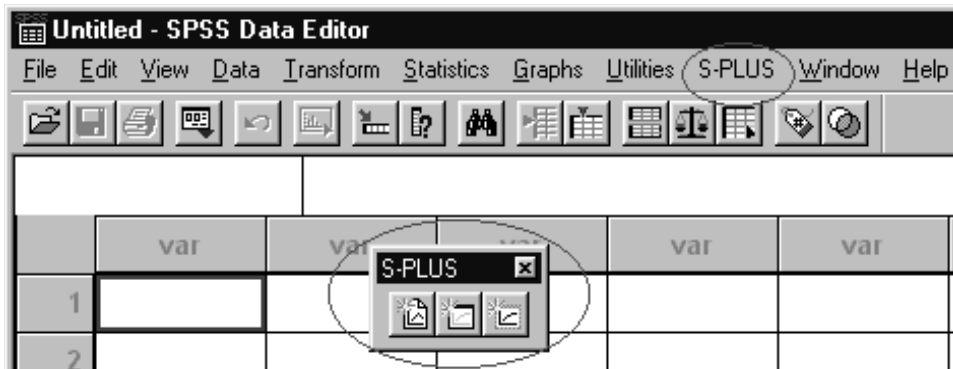 Untitled - SPSS Data Editor
File Edit View Data Transform Statistics Graphs Utilities S-PLUS Window Help
var var var var var
S-PLUS
1
2